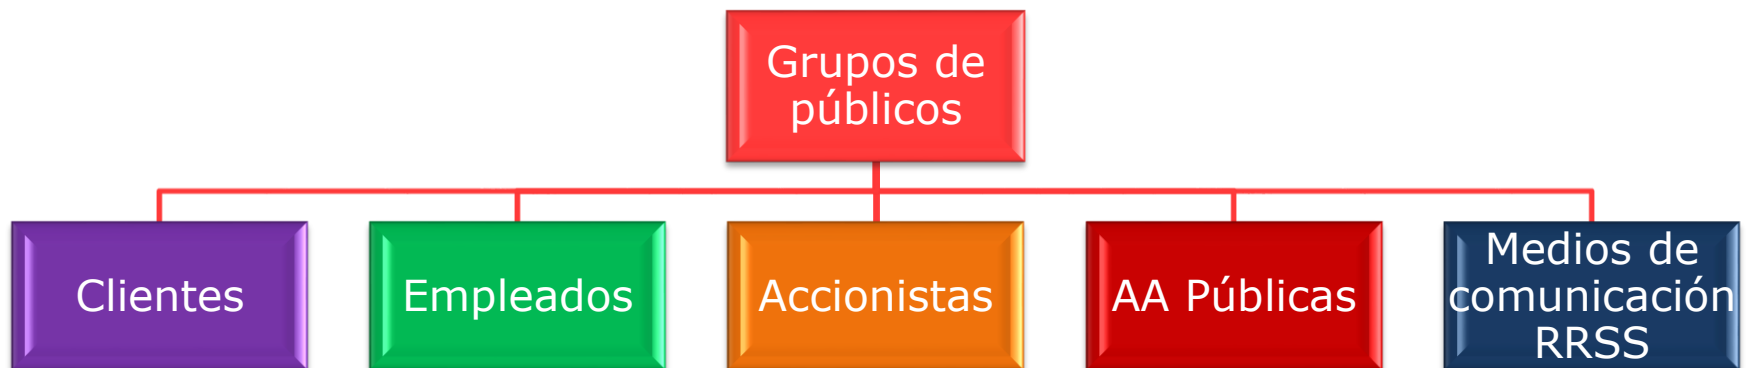 Grupos de
públicos
Clientes
Empleados
Accionistas
AA Públicas
Medios de
comunicación
RRSS